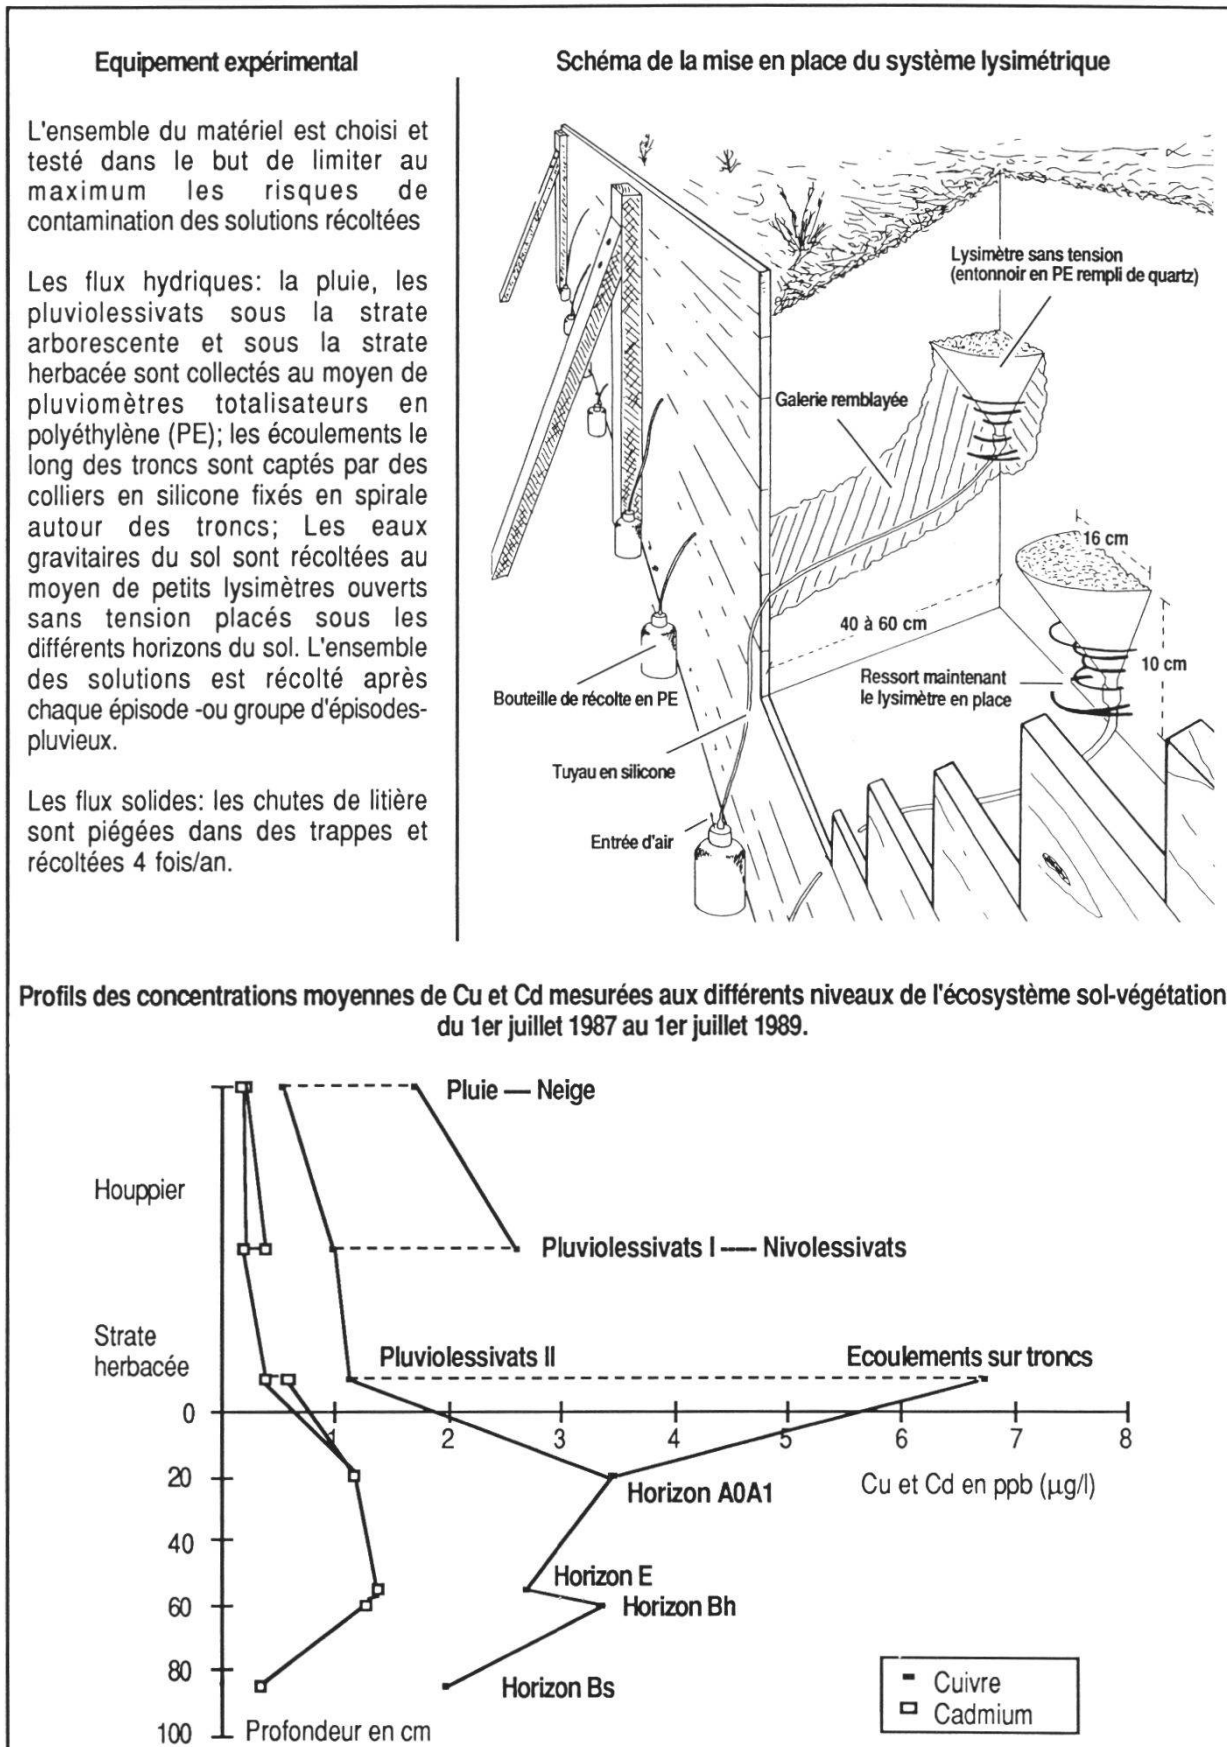 Equipement expérimental
L'ensemble du matériel est choisi et
testé dans le but de limiter au
maximum les risques de
contamination des solutions récoltées
Les flux hydriques: la pluie, les
pluviolessivats sous la strate
arborescente et sous la strate
herbacée sont collectés au moyen de
pluviomètres totalisateurs en
polyéthylène (PE); les écoulements le
long des troncs sont captés par des
colliers en silicone fixés en spirale
autour des troncs; Les eaux
gravitaires du sol sont récoltées au
moyen de petits lysimètres ouverts
sans tension placés sous les
différents horizons du sol. L'ensemble
des solutions est récolté après
chaque épisode -ou groupe d'épisodes-
pluvieux.
Les flux solides: les chutes de litière
sont piégées dans des trappes et
récoltées 4 fois/an.
Schéma de la mise en place du système lysimétrique
Lysimètre sans tension
(entonnoir en PE rempli de quartz)
Galerie remblayée
16 cm
40 à 60 cm
10 cm
Ressort maintenant
le lysimètre en place
Bouteille de récolte en PE
Tuyau en silicone
Entrée d'air
Profils des concentrations moyennes de Cu et Cd mesurées aux différents niveaux de l'écosystème sol-végétation
du 1er juillet 1987 au 1er juillet 1989.
Pluie — Neige
Houppier
Pluviolessivats I ---- Nivolessivats
Strate
herbacée
Pluviolessivats II
Ecoulements sur troncs
0
1 2 3 4 5 6 7 8
20
Horizon A0A1
Cu et Cd en ppb (µg/l)
40
Horizon E
60
Horizon Bh
80
Horizon Bs
Cuivre
Cadmium
100
Profondeur en cm